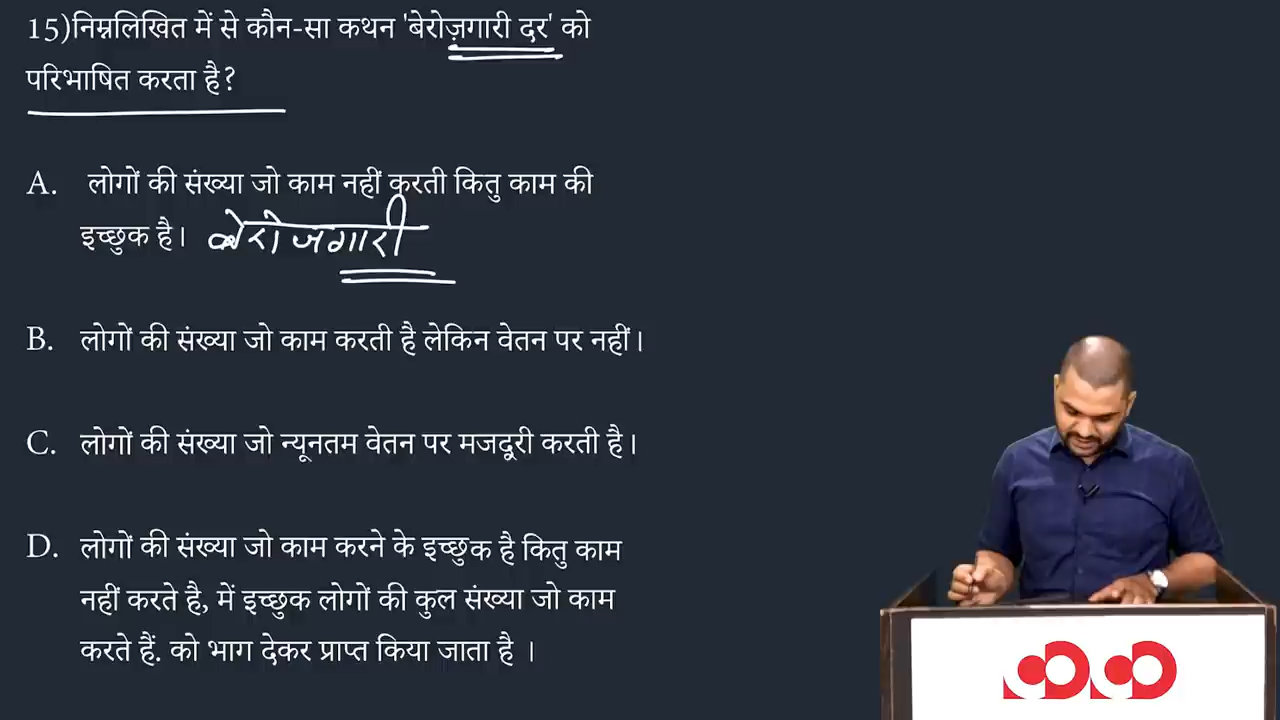 15)निम्नलिखित में से कौन-सा कथन 'बेरोज़गारी दर' को
परिभाषित करता है?
A. लोगों की संख्या जो काम नहीं करती किंतु काम की
इच्छुक है। बेरोजगारी
B. लोगों की संख्या जो काम करती है लेकिन वेतन पर नहीं।
C. लोगों की संख्या जो न्यूनतम वेतन पर मजदूरी करती है।
D. लोगों की संख्या जो काम करने के इच्छुक है किंतु काम
नहीं करते है, में इच्छुक लोगों की कुल संख्या जो काम
करते हैं. को भाग देकर प्राप्त किया जाता है ।